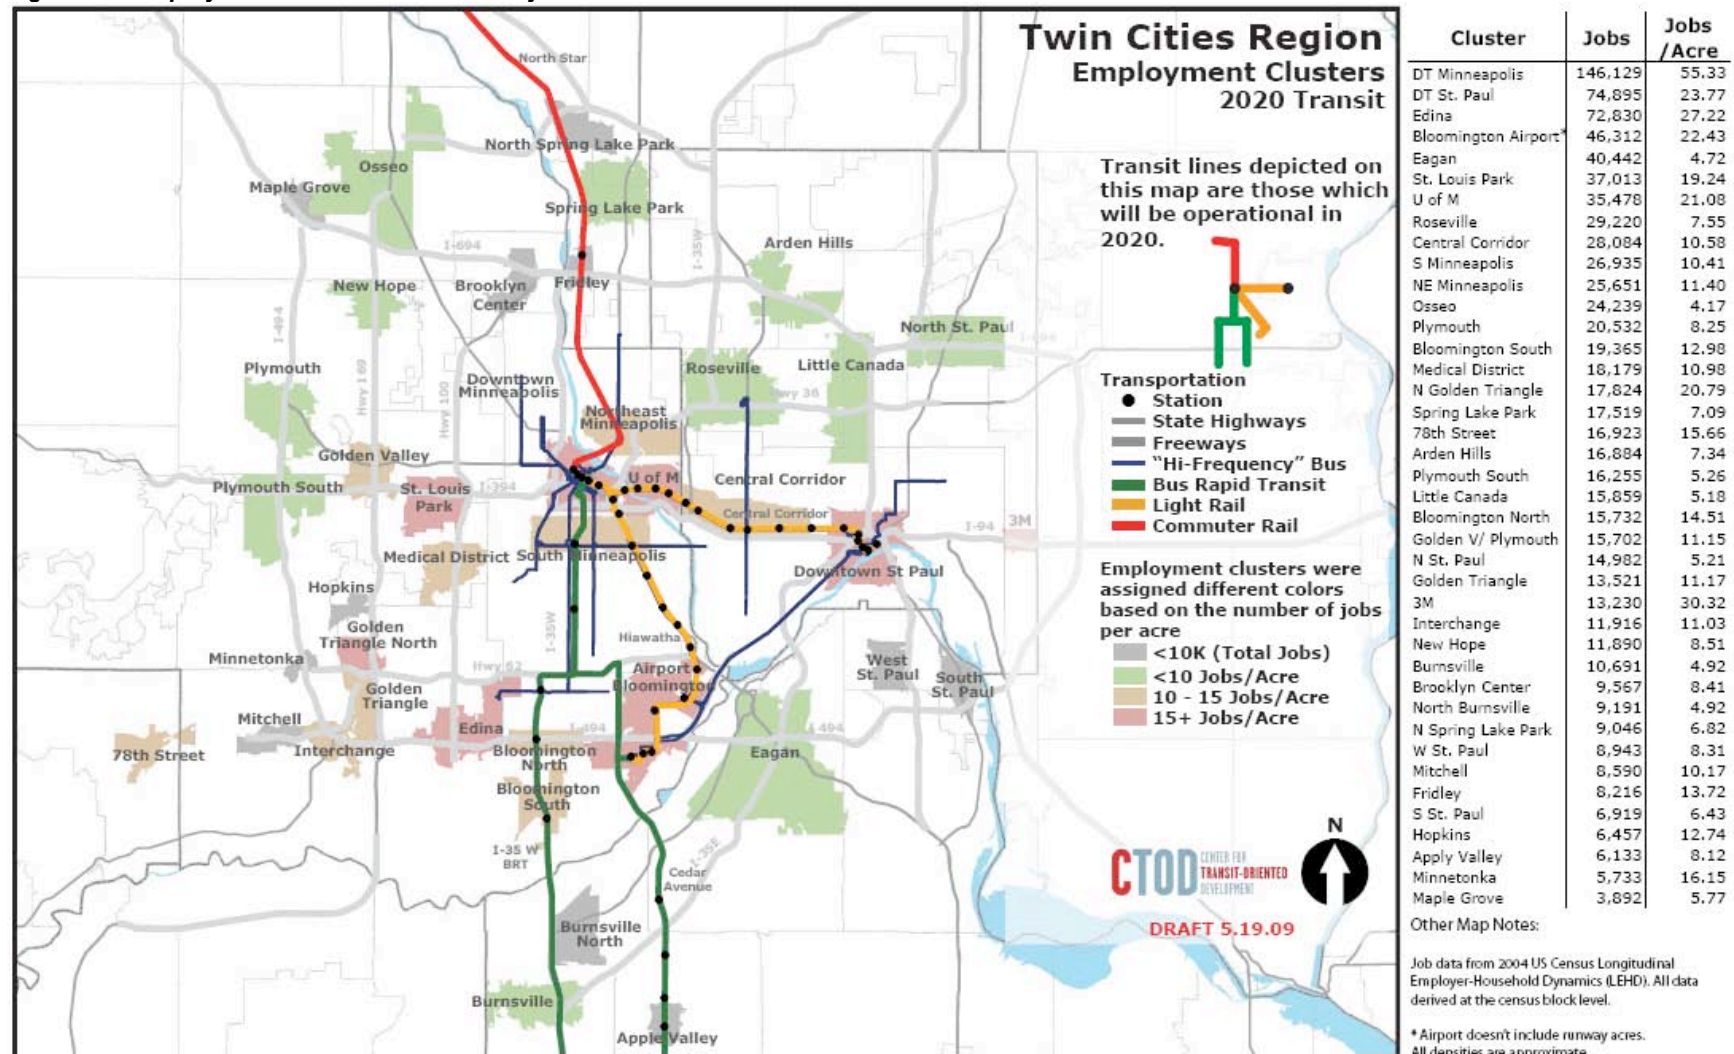 Twin Cities Region
Employment Clusters
2020 Transit
Transit lines depicted on
this map are those which
will be operational in
2020.
Transportation
Station
State Highways
Freeways
"Hi-Frequency" Bus
Bus Rapid Transit
Light Rail
Commuter Rail
Employment clusters were
assigned different colors
based on the number of jobs
per acre
<10K (Total Jobs)
<10 Jobs/Acre
10 - 15 Jobs/Acre
15+ Jobs/Acre
N
CTOD CENTER FOR
TRANSIT-ORIENTED
DEVELOPMENT
DRAFT 5.19.09
North Star
North Spring Lake Park
Osseo
Maple Grove
Spring Lake Park
I-694
I-35W
Arden Hills
New Hope
Brooklyn
Center
Fridley
I-494
North St. Paul
I-694
Plymouth
Hwy 169
Hwy 100
Downtown
Minneapolis
Roseville
Little Canada
Hwy 36
Northeast
Minneapolis
Golden Valley
Plymouth South
St. Louis
Park
I-394
U of M
Central Corridor
Central Corridor
I-94
3M
Medical District
South Minneapolis
Downtown St Paul
Hopkins
Golden
Triangle North
I-35W
Hiawatha
Minnetonka
Hwy 62
Airport
Bloomington
West
St. Paul
South
St. Paul
Golden
Triangle
Mitchell
Edina
I-494
I 494
78th Street
Interchange
Bloomington
North
Eagan
Bloomington
South
I-35 W
BRT
I-35E
Cedar
Avenue
Burnsville
North
Burnsville
Apple Valley
Cluster Jobs Jobs
/Acre
DT Minneapolis 146,129 55.33
DT St. Paul 74,895 23.77
Edina 72,830 27.22
Bloomington Airport* 46,312 22.43
Eagan 40,442 4.72
St. Louis Park 37,013 19.24
U of M 35,478 21.08
Roseville 29,220 7.55
Central Corridor 28,084 10.58
S Minneapolis 26,935 10.41
NE Minneapolis 25,651 11.40
Osseo 24,239 4.17
Plymouth 20,532 8.25
Bloomington South 19,365 12.98
Medical District 18,179 10.98
N Golden Triangle 17,824 20.79
Spring Lake Park 17,519 7.09
78th Street 16,923 15.66
Arden Hills 16,884 7.34
Plymouth South 16,255 5.26
Little Canada 15,859 5.18
Bloomington North 15,732 14.51
Golden V/ Plymouth 15,702 11.15
N St. Paul 14,982 5.21
Golden Triangle 13,521 11.17
3M 13,230 30.32
Interchange 11,916 11.03
New Hope 11,890 8.51
Burnsville 10,691 4.92
Brooklyn Center 9,567 8.41
North Burnsville 9,191 4.92
N Spring Lake Park 9,046 6.82
W St. Paul 8,943 8.31
Mitchell 8,590 10.17
Fridley 8,216 13.72
S St. Paul 6,919 6.43
Hopkins 6,457 12.74
Apply Valley 6,133 8.12
Minnetonka 5,733 16.15
Maple Grove 3,892 5.77
Other Map Notes:
Job data from 2004 US Census Longitudinal
Employer-Household Dynamics (LEHD). All data
derived at the census block level.
* Airport doesn't include runway acres.
All densities are approximate